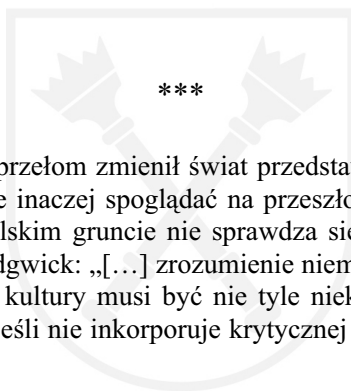 ***
przełom zmienił świat przedsta
e inaczej spoglądać na przeszło
lskim gruncie nie sprawdza się
dgwick: „[…] zrozumienie niem
kultury musi być nie tyle niek
eśli nie inkorporuje krytycznej